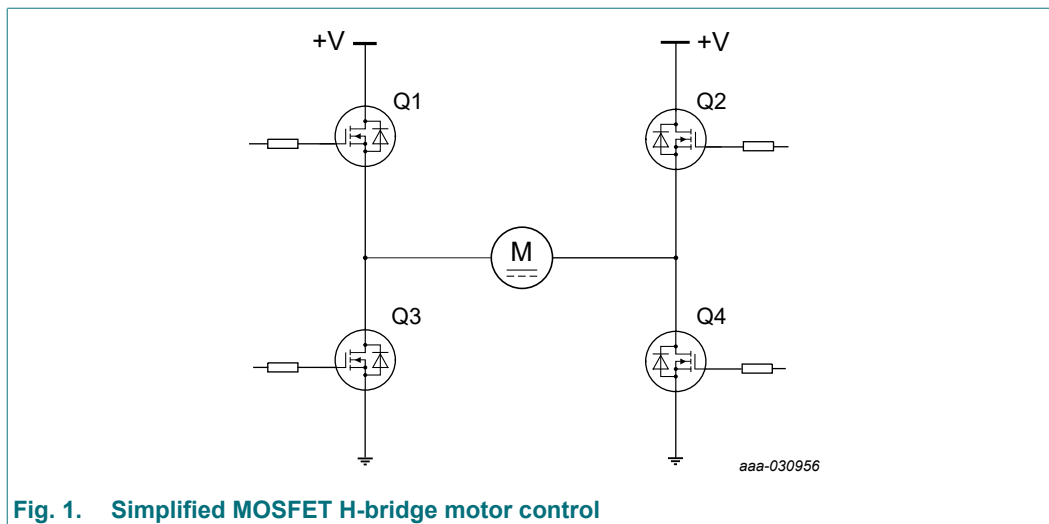 +V
+V
Q1
Q2
M
Q3
Q4
aaa-030956
Fig. 1. Simplified MOSFET H-bridge motor control